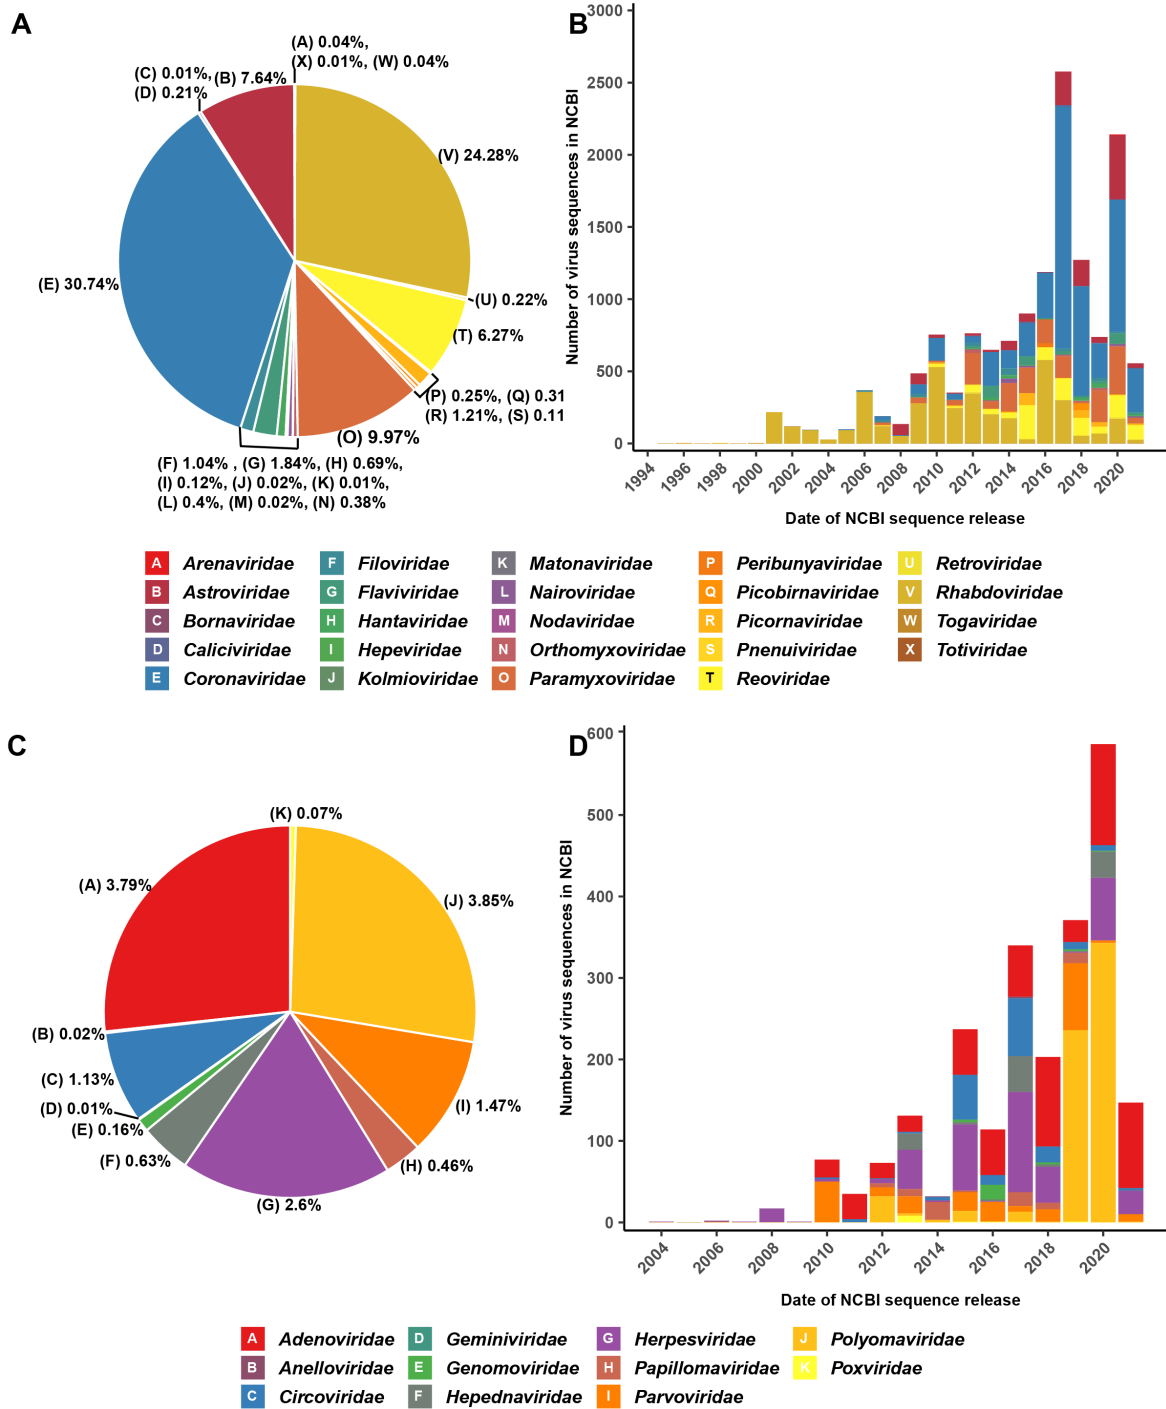 A
(A) 0.04%,
(X) 0.01%, (W) 0.04%
(C) 0.01%, (B) 7.64%
(D) 0.21%
(V) 24.28%
(E) 30.74%
(U) 0.22%
(T) 6.27%
(P) 0.25%, (Q) 0.31
(R) 1.21%, (S) 0.11
(O) 9.97%
(F) 1.04% , (G) 1.84%, (H) 0.69%,
(I) 0.12%, (J) 0.02%, (K) 0.01%,
(L) 0.4%, (M) 0.02%, (N) 0.38%
B
Number of virus sequences in NCBI
3000
2500
2000
1500
1000
500
0
1994 1996 1998 2000 2002 2004 2006 2008 2010 2012 2014 2016 2018 2020
Date of NCBI sequence release
A Arenaviridae F Filoviridae K Matonaviridae P Peribunyaviridae U Retroviridae
B Astroviridae G Flaviviridae L Nairoviridae Q Picobirnaviridae V Rhabdoviridae
C Bornaviridae H Hantaviridae M Nodaviridae R Picornaviridae W Togaviridae
D Caliciviridae I Hepeviridae N Orthomyxoviridae S Pnenuiviridae X Totiviridae
E Coronaviridae J Kolmioviridae O Paramyxoviridae T Reoviridae
C
(K) 0.07%
(A) 3.79%
(J) 3.85%
(B) 0.02%
(C) 1.13%
(D) 0.01%
(E) 0.16%
(F) 0.63%
(G) 2.6%
(H) 0.46%
(I) 1.47%
D
Number of virus sequences in NCBI
600
500
400
300
200
100
0
2004 2006 2008 2010 2012 2014 2016 2018 2020
Date of NCBI sequence release
A Adenoviridae D Geminiviridae G Herpesviridae J Polyomaviridae
B Anelloviridae E Genomoviridae H Papillomaviridae K Poxviridae
C Circoviridae F Hepednaviridae I Parvoviridae